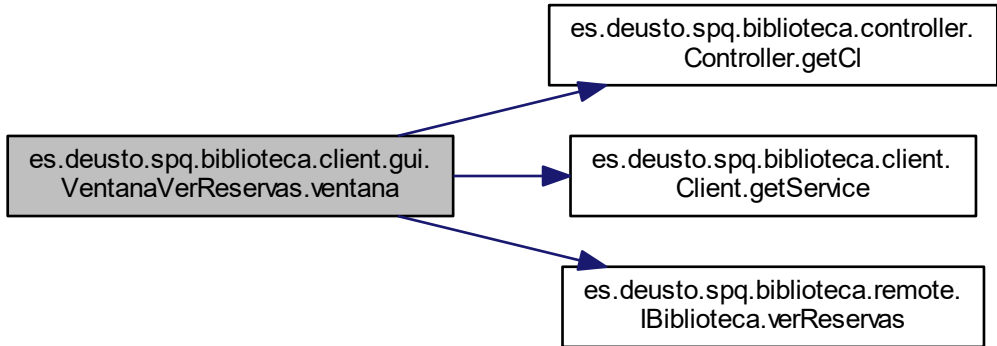 es.deusto.spq.biblioteca.controller.
Controller.getCl
es.deusto.spq.biblioteca.client.gui.
VentanaVerReservas.ventana
es.deusto.spq.biblioteca.client.
Client.getService
es.deusto.spq.biblioteca.remote.
IBiblioteca.verReservas